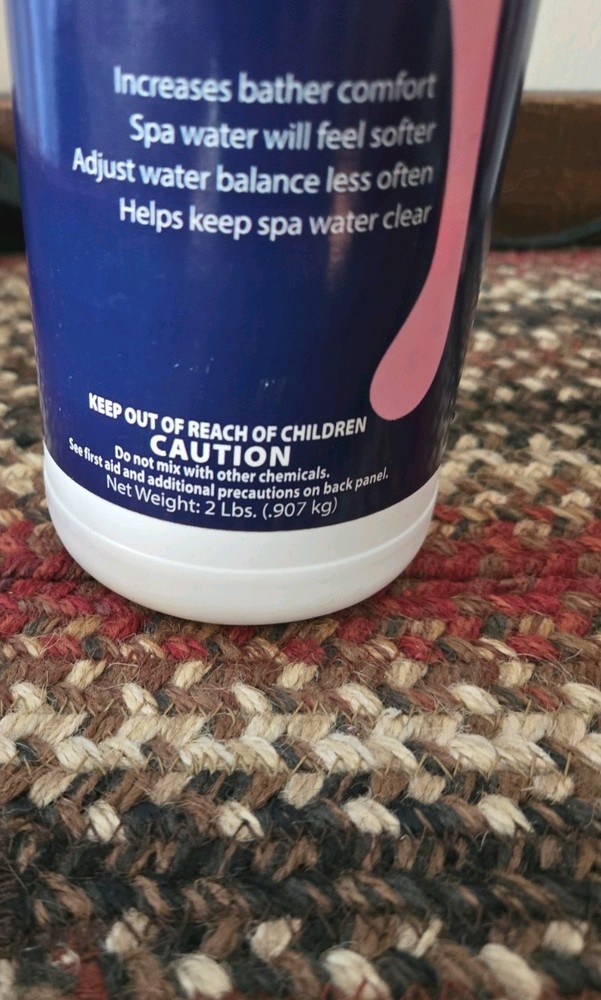 Increases bather comfort
Spa water will feel softer
Adjust water balance less often
Helps keep spa water clear
KEEP OUT OF REACH OF CHILDREN
CAUTION
Do not mix with other chemicals.
See first aid and additional precautions on back panel.
Net Weight: 2 Lbs. (.907 kg)